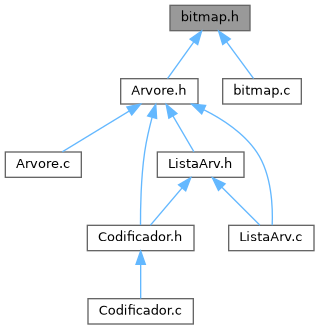 bitmap.h
Arvore.h
bitmap.c
Arvore.c
ListaArv.h
Codificador.h
ListaArv.c
Codificador.c